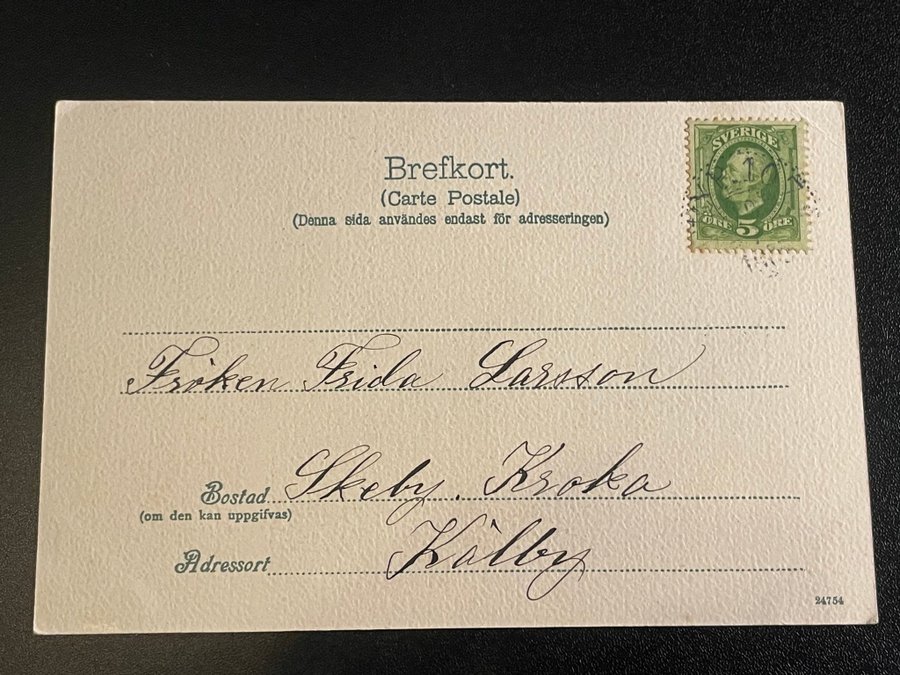 Brefkort.
(Carte Postale)
(Denna sida användes endast för adresseringen)
SVERIGE
ÖRE 5 ÖRE
Fröken Frida Larsson
Bostad Skeby. Kroka
(om den kan uppgifvas)
Adressort Kålby
24754